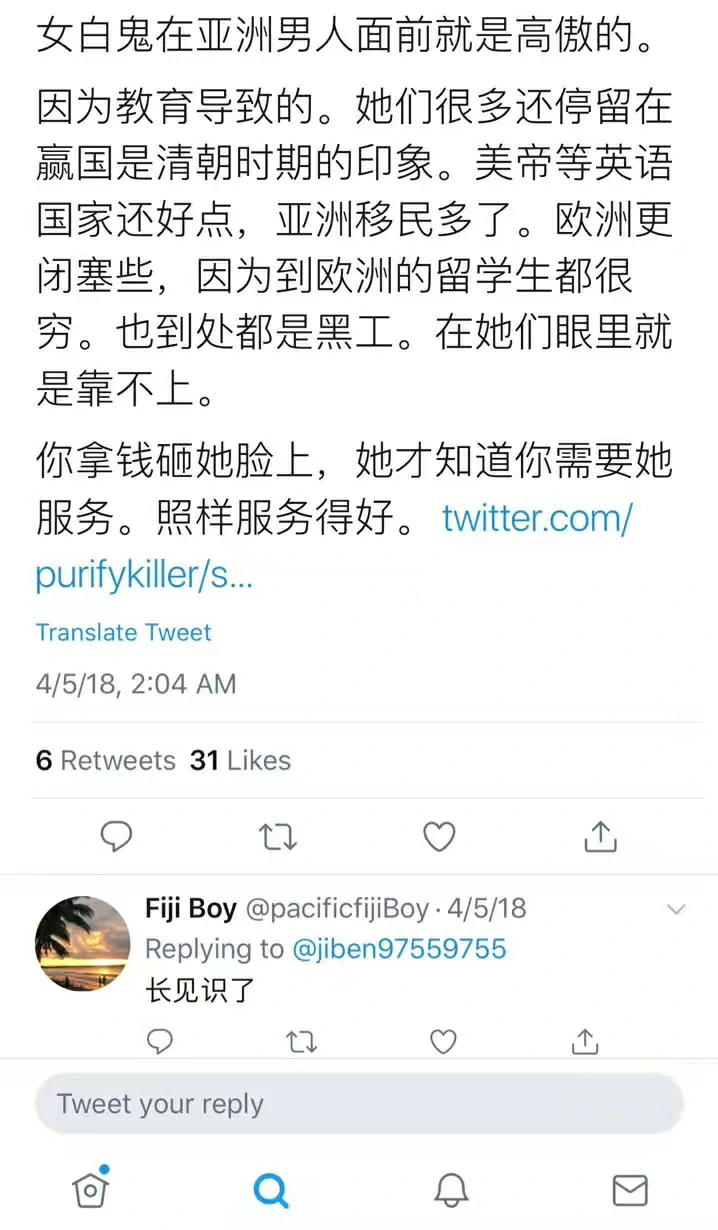 女白鬼在亚洲男人面前就是高傲的。
因为教育导致的。她们很多还停留在
赢国是清朝时期的印象。美帝等英语
国家还好点，亚洲移民多了。欧洲更
闭塞些，因为到欧洲的留学生都很
穷。也到处都是黑工。在她们眼里就
是靠不上。
你拿钱砸她脸上，她才知道你需要她
服务。照样服务得好。 twitter.com/
purifykiller/s...
Translate Tweet
4/5/18, 2:04 AM
6 Retweets 31 Likes
Fiji Boy @pacificfijiBoy · 4/5/18
Replying to @jiben97559755
长见识了
Tweet your reply